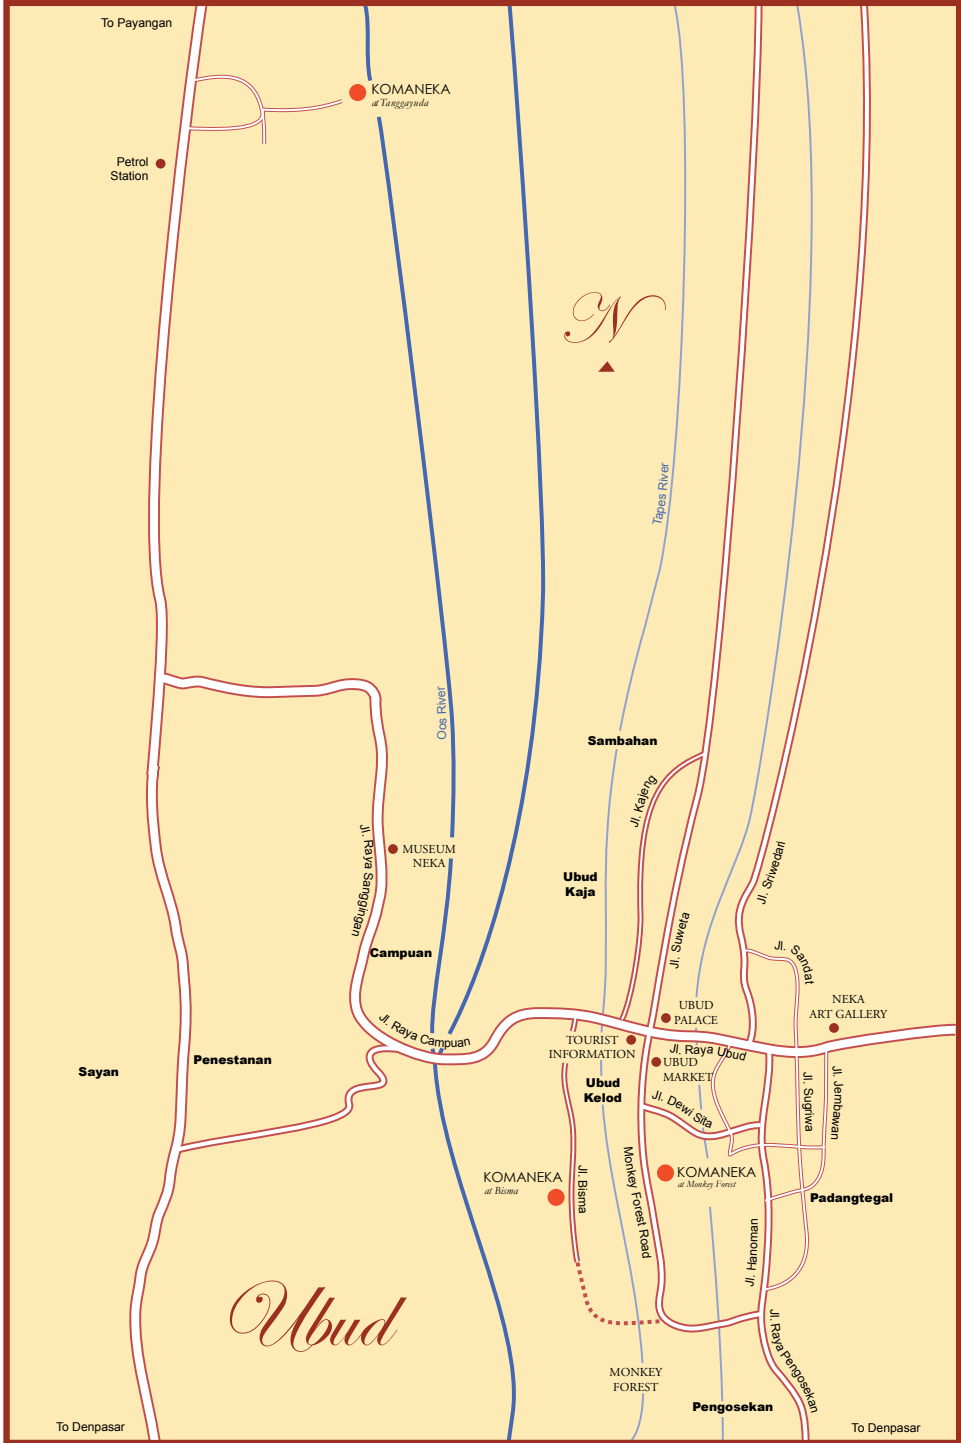 To Payangan
KOMANEKA
at Tanggayuda
Petrol
Station
N
Tapes River
Oos River
Sambahan
Jl. Kajeng
Jl. Raya Sanggingan
MUSEUM
NEKA
Ubud
Kaja
Jl. Sriwedari
Jl. Suweta
Campuan
Jl. Sandat
UBUD
PALACE
NEKA
ART GALLERY
Jl. Raya Campuan
TOURIST
INFORMATION
Jl. Raya Ubud
Penestanan
Sayan
UBUD
MARKET
Ubud
Kelod
Jl. Dewi Sita
Jl. Sugriwa
Jl. Jembawan
KOMANEKA
at Bisma
Jl. Bisma
Monkey Forest Road
KOMANEKA
at Monkey Forest
Padangtegal
Jl. Hanoman
Ubud
Jl. Raya Pengosekan
MONKEY
FOREST
Pengosekan
To Denpasar
To Denpasar